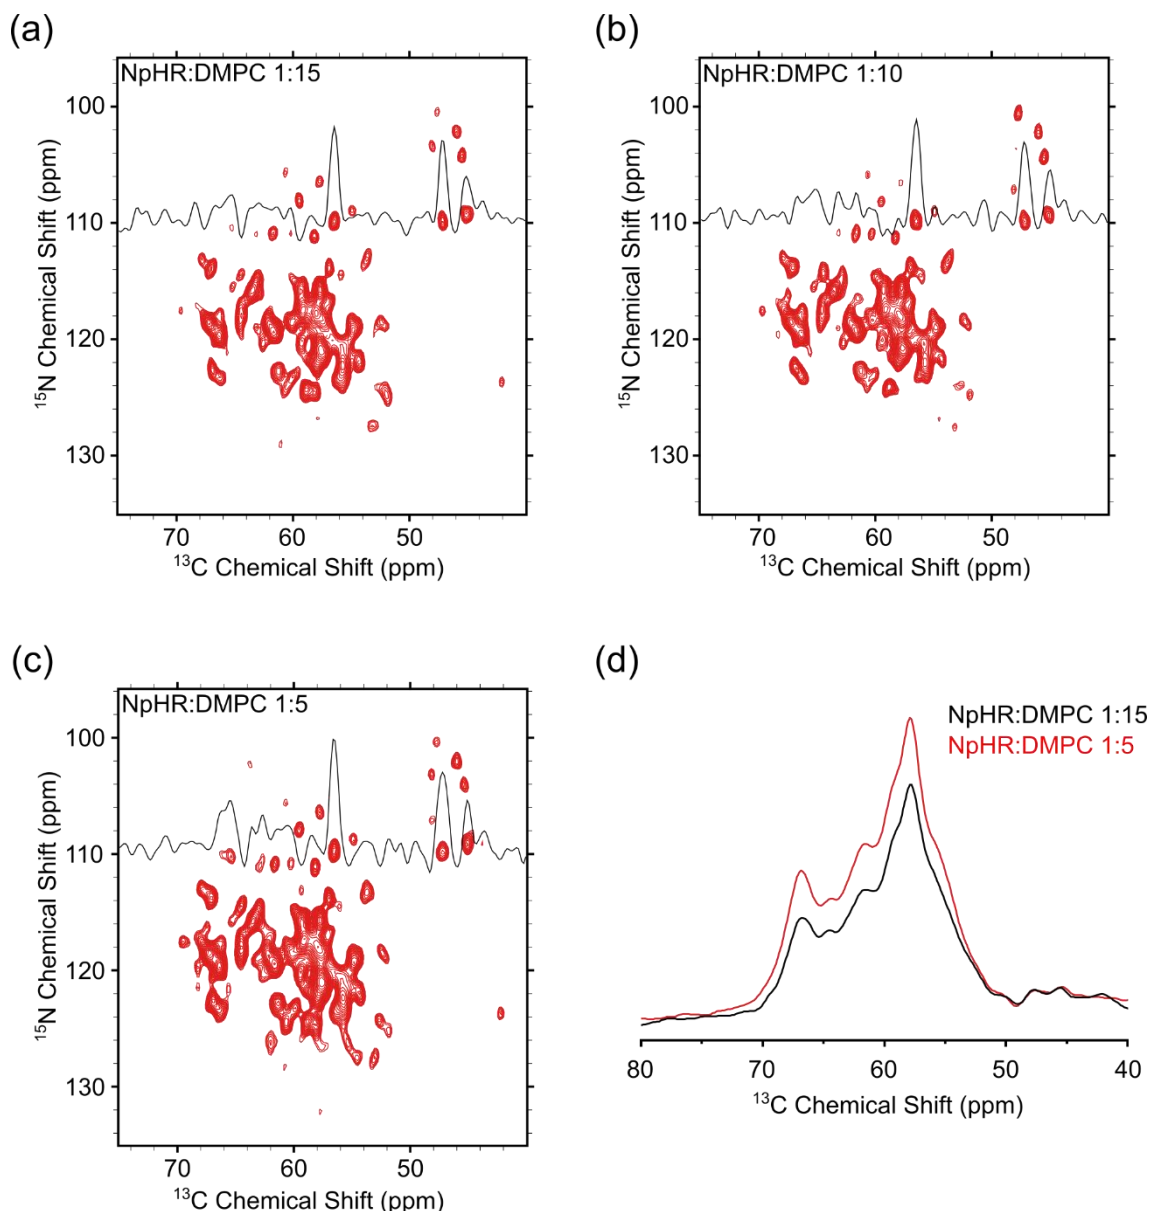 (a)
NpHR:DMPC 1:15
100
110
120
130
¹⁵N Chemical Shift (ppm)
70 60 50
¹³C Chemical Shift (ppm)
(b)
NpHR:DMPC 1:10
100
110
120
130
¹⁵N Chemical Shift (ppm)
70 60 50
¹³C Chemical Shift (ppm)
(c)
NpHR:DMPC 1:5
100
110
120
130
¹⁵N Chemical Shift (ppm)
70 60 50
¹³C Chemical Shift (ppm)
(d)
NpHR:DMPC 1:15
NpHR:DMPC 1:5
80 70 60 50 40
¹³C Chemical Shift (ppm)